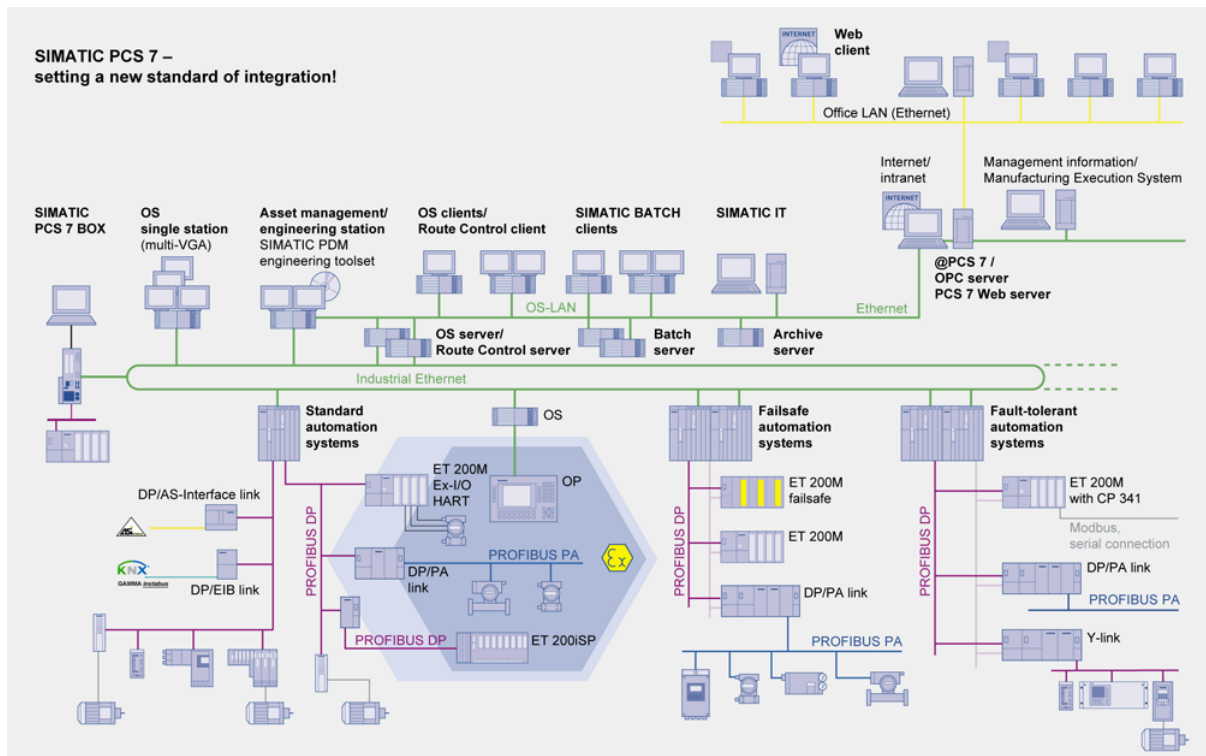 SIMATIC PCS 7 –
setting a new standard of integration!
INTERNET
Web
client
Office LAN (Ethernet)
Internet/
intranet
INTERNET
Management information/
Manufacturing Execution System
@PCS 7 /
OPC server
PCS 7 Web server
SIMATIC
PCS 7 BOX
OS
single station
(multi-VGA)
Asset management/
engineering station
SIMATIC PDM
engineering toolset
OS clients/
Route Control client
SIMATIC BATCH
clients
SIMATIC IT
OS-LAN
Ethernet
OS server/
Route Control server
Batch
server
Archive
server
Industrial Ethernet
Standard
automation
systems
OS
Failsafe
automation
systems
Fault-tolerant
automation
systems
DP/AS-Interface link
KNX
GAMMA instabus
DP/EIB link
PROFIBUS DP
ET 200M
Ex-I/O
HART
OP
PROFIBUS PA
DP/PA
link
Ex
PROFIBUS DP
ET 200iSP
PROFIBUS DP
ET 200M
failsafe
ET 200M
DP/PA link
PROFIBUS PA
PROFIBUS DP
ET 200M
with CP 341
Modbus,
serial connection
DP/PA link
PROFIBUS PA
Y-link